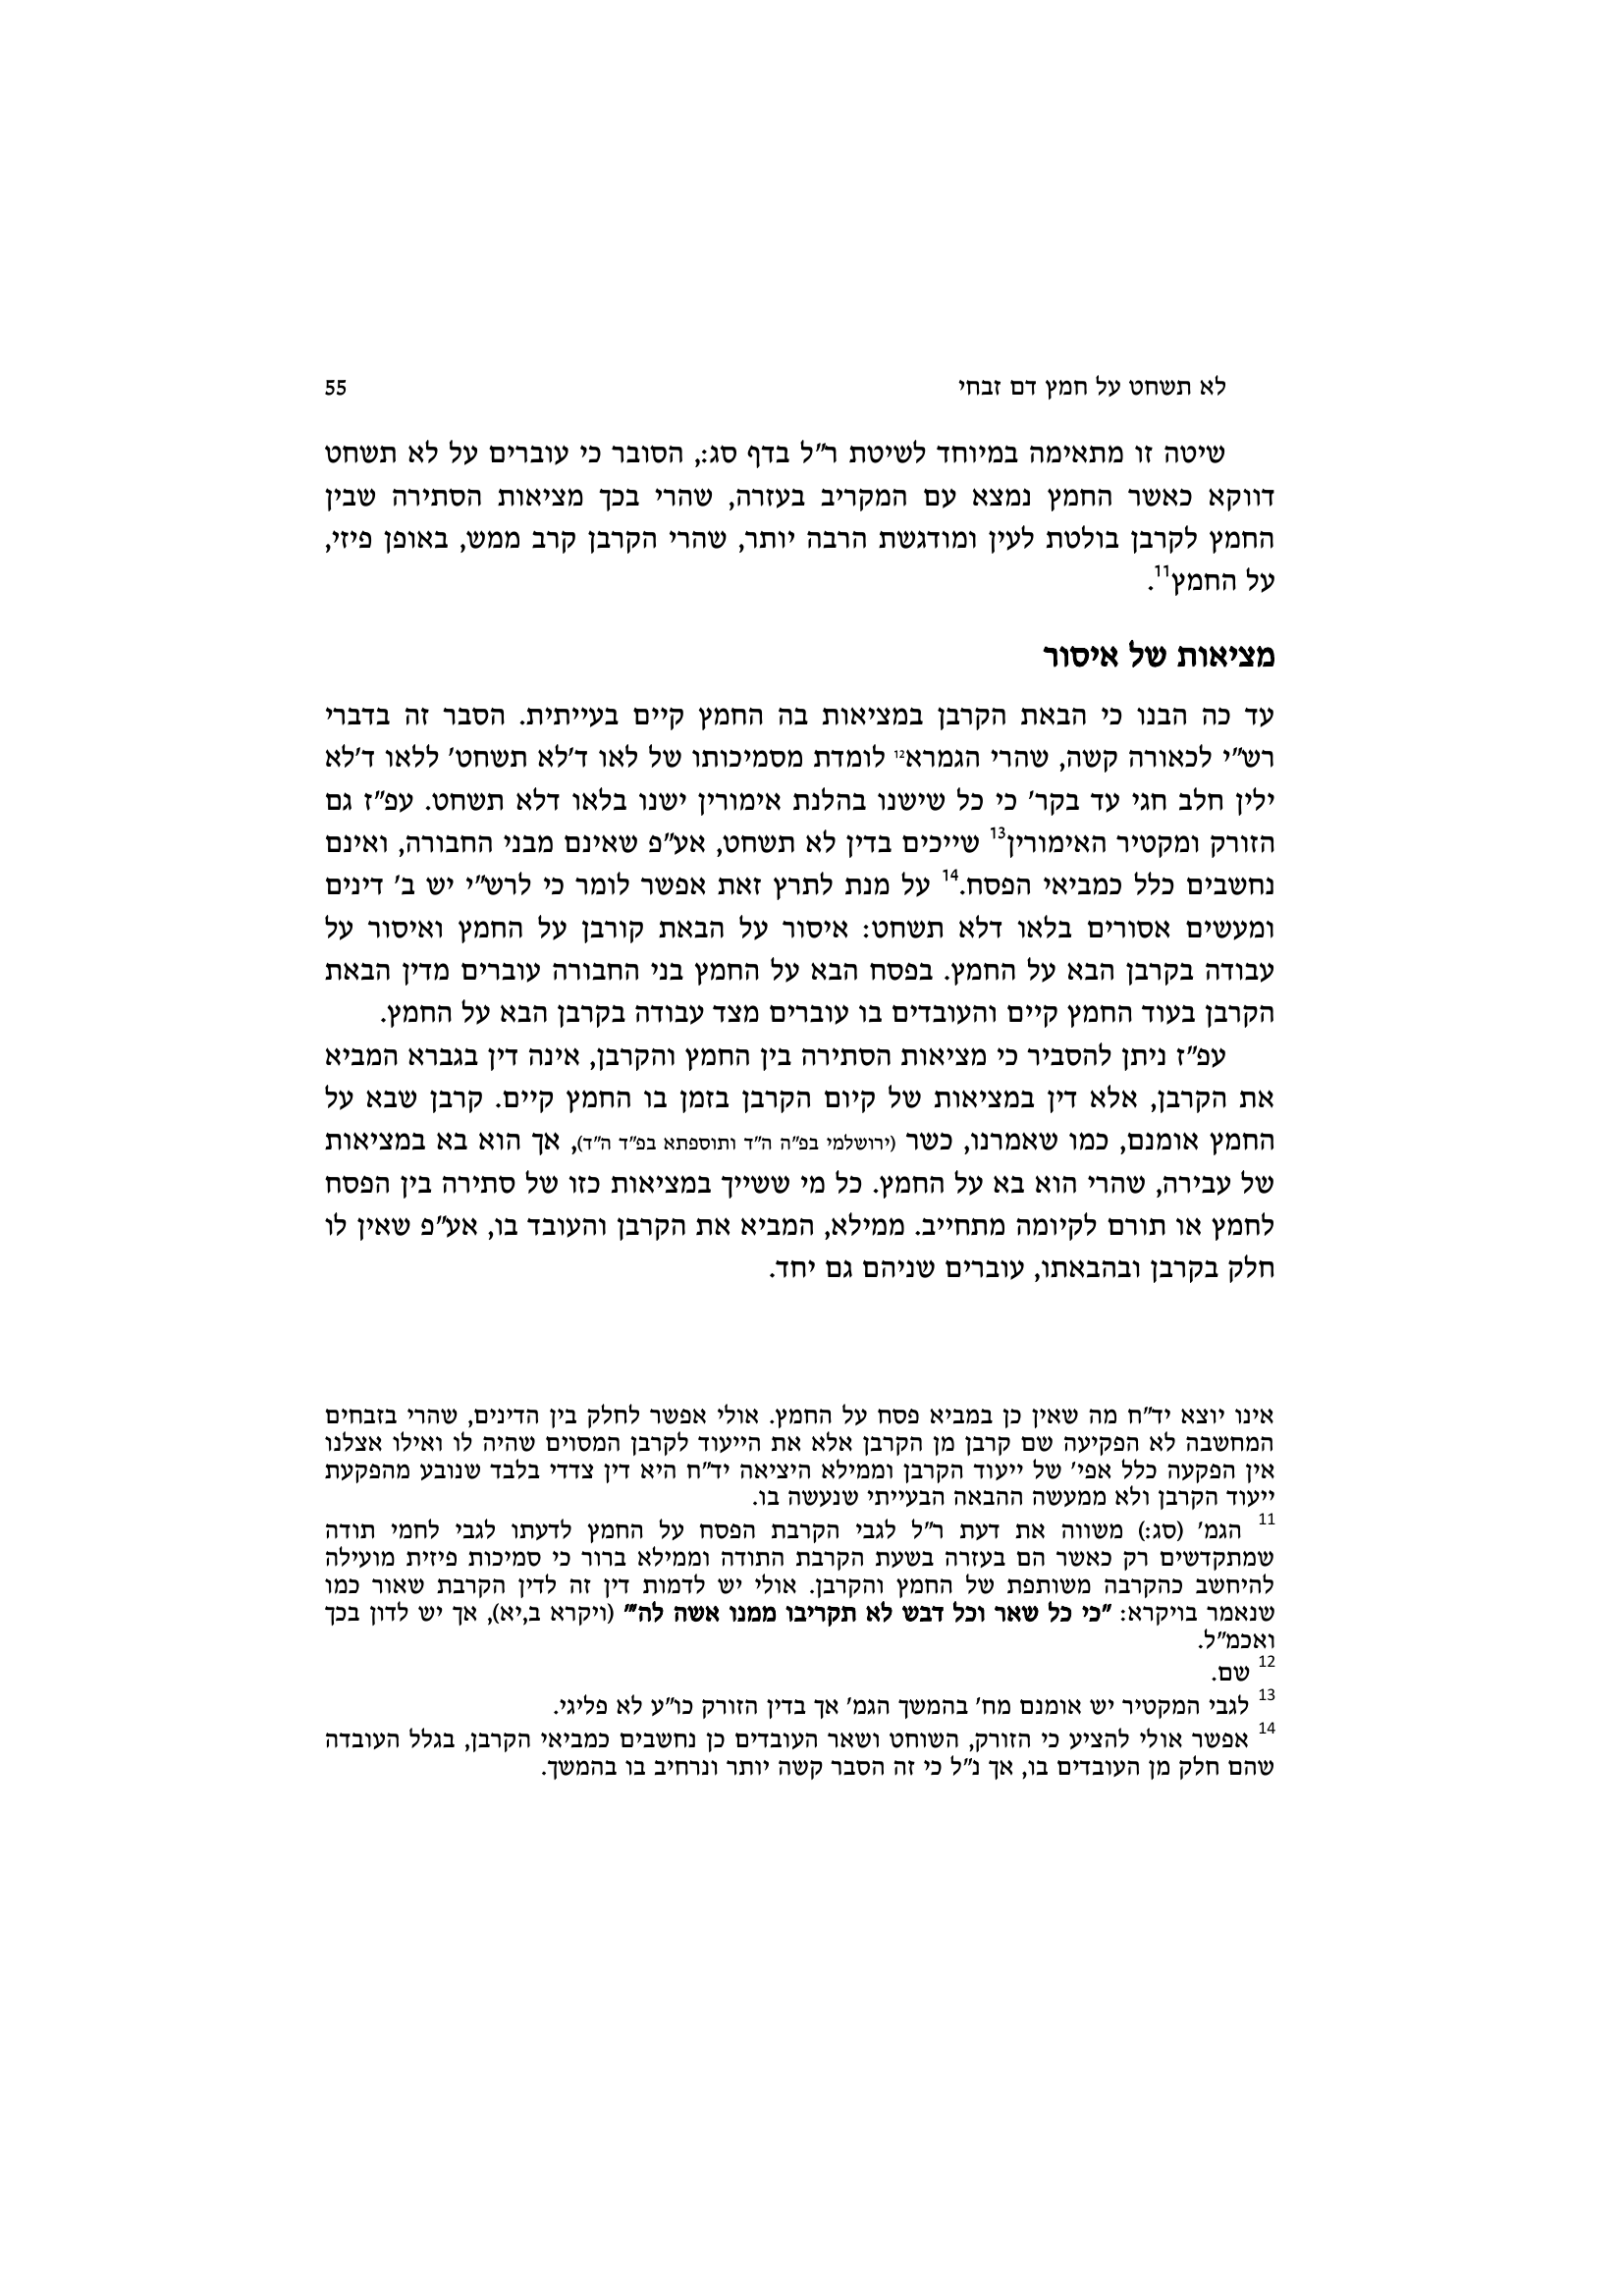 לא תשחט על חמץ דם זבחי 55
שיטה זו מתאימה במיוחד לשיטת ר"ל בדף סג:, הסובר כי עוברים על לא תשחט
דווקא כאשר החמץ נמצא עם המקריב בעזרה, שהרי בכך מציאות הסתירה שבין
החמץ לקרבן בולטת לעין ומודגשת הרבה יותר, שהרי הקרבן קרב ממש, באופן פיזי,
על החמץ11.
מציאות של איסור
עד כה הבנו כי הבאת הקרבן במציאות בה החמץ קיים בעייתית. הסבר זה בדברי
רש"י לכאורה קשה, שהרי הגמרא12 לומדת מסמיכותו של לאו ד'לא תשחט' ללאו ד'לא
ילין חלב חגי עד בקר' כי כל שישנו בהלנת אימורין ישנו בלאו דלא תשחט. עפ"ז גם
הזורק ומקטיר האימורין13 שייכים בדין לא תשחט, אע"פ שאינם מבני החבורה, ואינם
נחשבים כלל כמביאי הפסח.14 על מנת לתרץ זאת אפשר לומר כי לרש"י יש ב' דינים
ומעשים אסורים בלאו דלא תשחט: איסור על הבאת קורבן על החמץ ואיסור על
עבודה בקרבן הבא על החמץ. בפסח הבא על החמץ בני החבורה עוברים מדין הבאת
הקרבן בעוד החמץ קיים והעובדים בו עוברים מצד עבודה בקרבן הבא על החמץ.
עפ"ז ניתן להסביר כי מציאות הסתירה בין החמץ והקרבן, אינה דין בגברא המביא
את הקרבן, אלא דין במציאות של קיום הקרבן בזמן בו החמץ קיים. קרבן שבא על
החמץ אומנם, כמו שאמרנו, כשר (ירושלמי בפ"ה ה"ד ותוספתא בפ"ד ה"ד), אך הוא בא במציאות
של עבירה, שהרי הוא בא על החמץ. כל מי ששייך במציאות כזו של סתירה בין הפסח
לחמץ או תורם לקיומה מתחייב. ממילא, המביא את הקרבן והעובד בו, אע"פ שאין לו
חלק בקרבן ובהבאתו, עוברים שניהם גם יחד.
אינו יוצא יד"ח מה שאין כן במביא פסח על החמץ. אולי אפשר לחלק בין הדינים, שהרי בזבחים
המחשבה לא הפקיעה שם קרבן מן הקרבן אלא את הייעוד לקרבן המסוים שהיה לו ואילו אצלנו
אין הפקעה כלל אפי' של ייעוד הקרבן וממילא היציאה יד"ח היא דין צדדי בלבד שנובע מהפקעת
ייעוד הקרבן ולא ממעשה ההבאה הבעייתי שנעשה בו.
11 הגמ' (סג:) משווה את דעת ר"ל לגבי הקרבת הפסח על החמץ לדעתו לגבי לחמי תודה
שמתקדשים רק כאשר הם בעזרה בשעת הקרבת התודה וממילא ברור כי סמיכות פיזית מועילה
להיחשב כהקרבה משותפת של החמץ והקרבן. אולי יש לדמות דין זה לדין הקרבת שאור כמו
שנאמר בויקרא: "כי כל שאר וכל דבש לא תקריבו ממנו אשה לה'" (ויקרא ב,יא), אך יש לדון בכך
ואכמ"ל.
12 שם.
13 לגבי המקטיר יש אומנם מח' בהמשך הגמ' אך בדין הזורק כו"ע לא פליגי.
14 אפשר אולי להציע כי הזורק, השוחט ושאר העובדים כן נחשבים כמביאי הקרבן, בגלל העובדה
שהם חלק מן העובדים בו, אך נ"ל כי זה הסבר קשה יותר ונרחיב בו בהמשך.